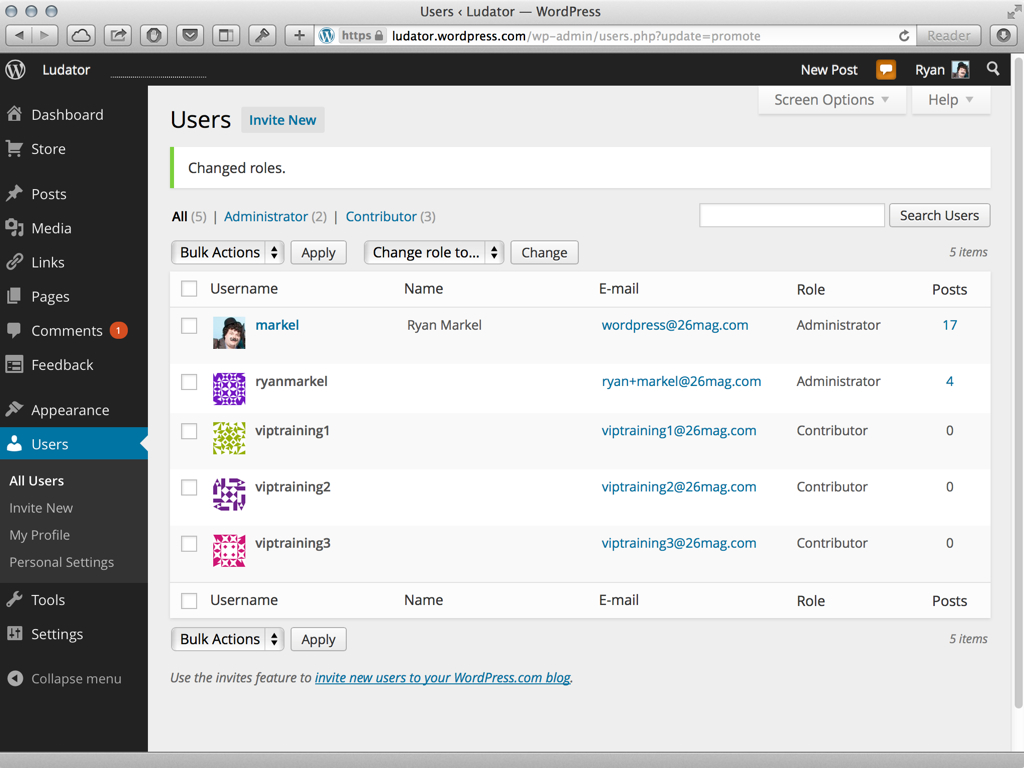 Users ‹ Ludator — WordPress
https ludator.wordpress.com/wp-admin/users.php?update=promote Reader
Ludator New Post Ryan
Screen Options Help
Dashboard
Store
Posts
Media
Links
Pages
Comments 1
Feedback
Appearance
Users
All Users
Invite New
My Profile
Personal Settings
Tools
Settings
Collapse menu
Users Invite New
Changed roles.
All (5) | Administrator (2) | Contributor (3) Search Users
Bulk Actions Apply Change role to... Change 5 items
Username Name E-mail Role Posts
markel Ryan Markel wordpress@26mag.com Administrator 17
ryanmarkel ryan+markel@26mag.com Administrator 4
viptraining1 viptraining1@26mag.com Contributor 0
viptraining2 viptraining2@26mag.com Contributor 0
viptraining3 viptraining3@26mag.com Contributor 0
Username Name E-mail Role Posts
Bulk Actions Apply 5 items
Use the invites feature to invite new users to your WordPress.com blog.